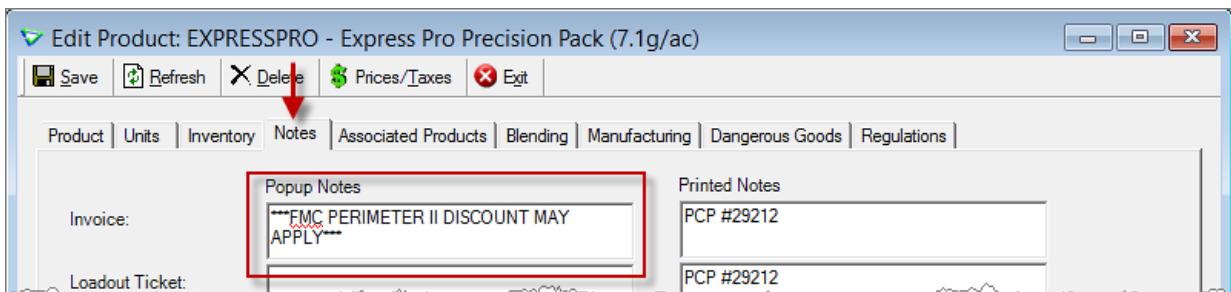 Edit Product: EXPRESSPRO - Express Pro Precision Pack (7.1g/ac)
Save Refresh Delete Prices/Taxes Exit
Product Units Inventory Notes Associated Products Blending Manufacturing Dangerous Goods Regulations
Popup Notes Printed Notes
Invoice: ***FMC PERIMETER II DISCOUNT MAY PCP #29212
APPLY***
Loadout Ticket: PCP #29212